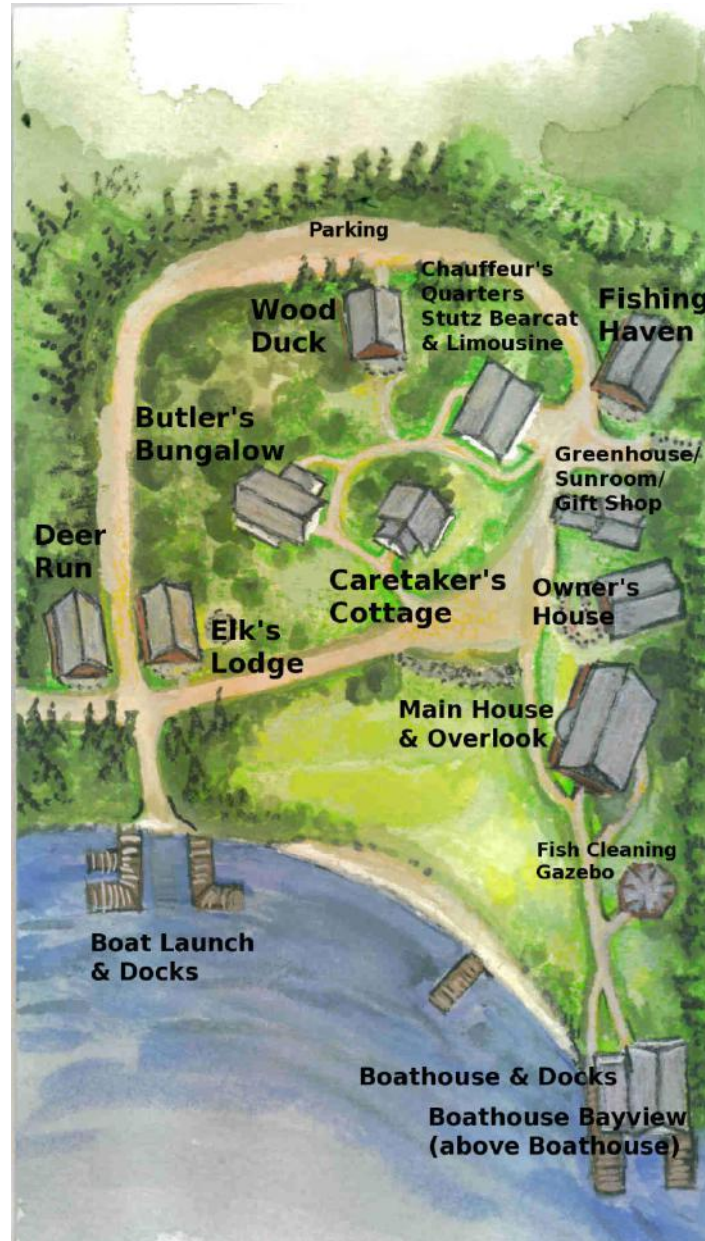 Parking
Chauffeur's
Quarters
Stutz Bearcat
& Limousine
Wood
Duck
Fishing
Haven
Butler's
Bungalow
Greenhouse/
Sunroom/
Gift Shop
Deer
Run
Caretaker's
Cottage
Owner's
House
Elk's
Lodge
Main House
& Overlook
Fish Cleaning
Gazebo
Boat Launch
& Docks
Boathouse & Docks
Boathouse Bayview
(above Boathouse)